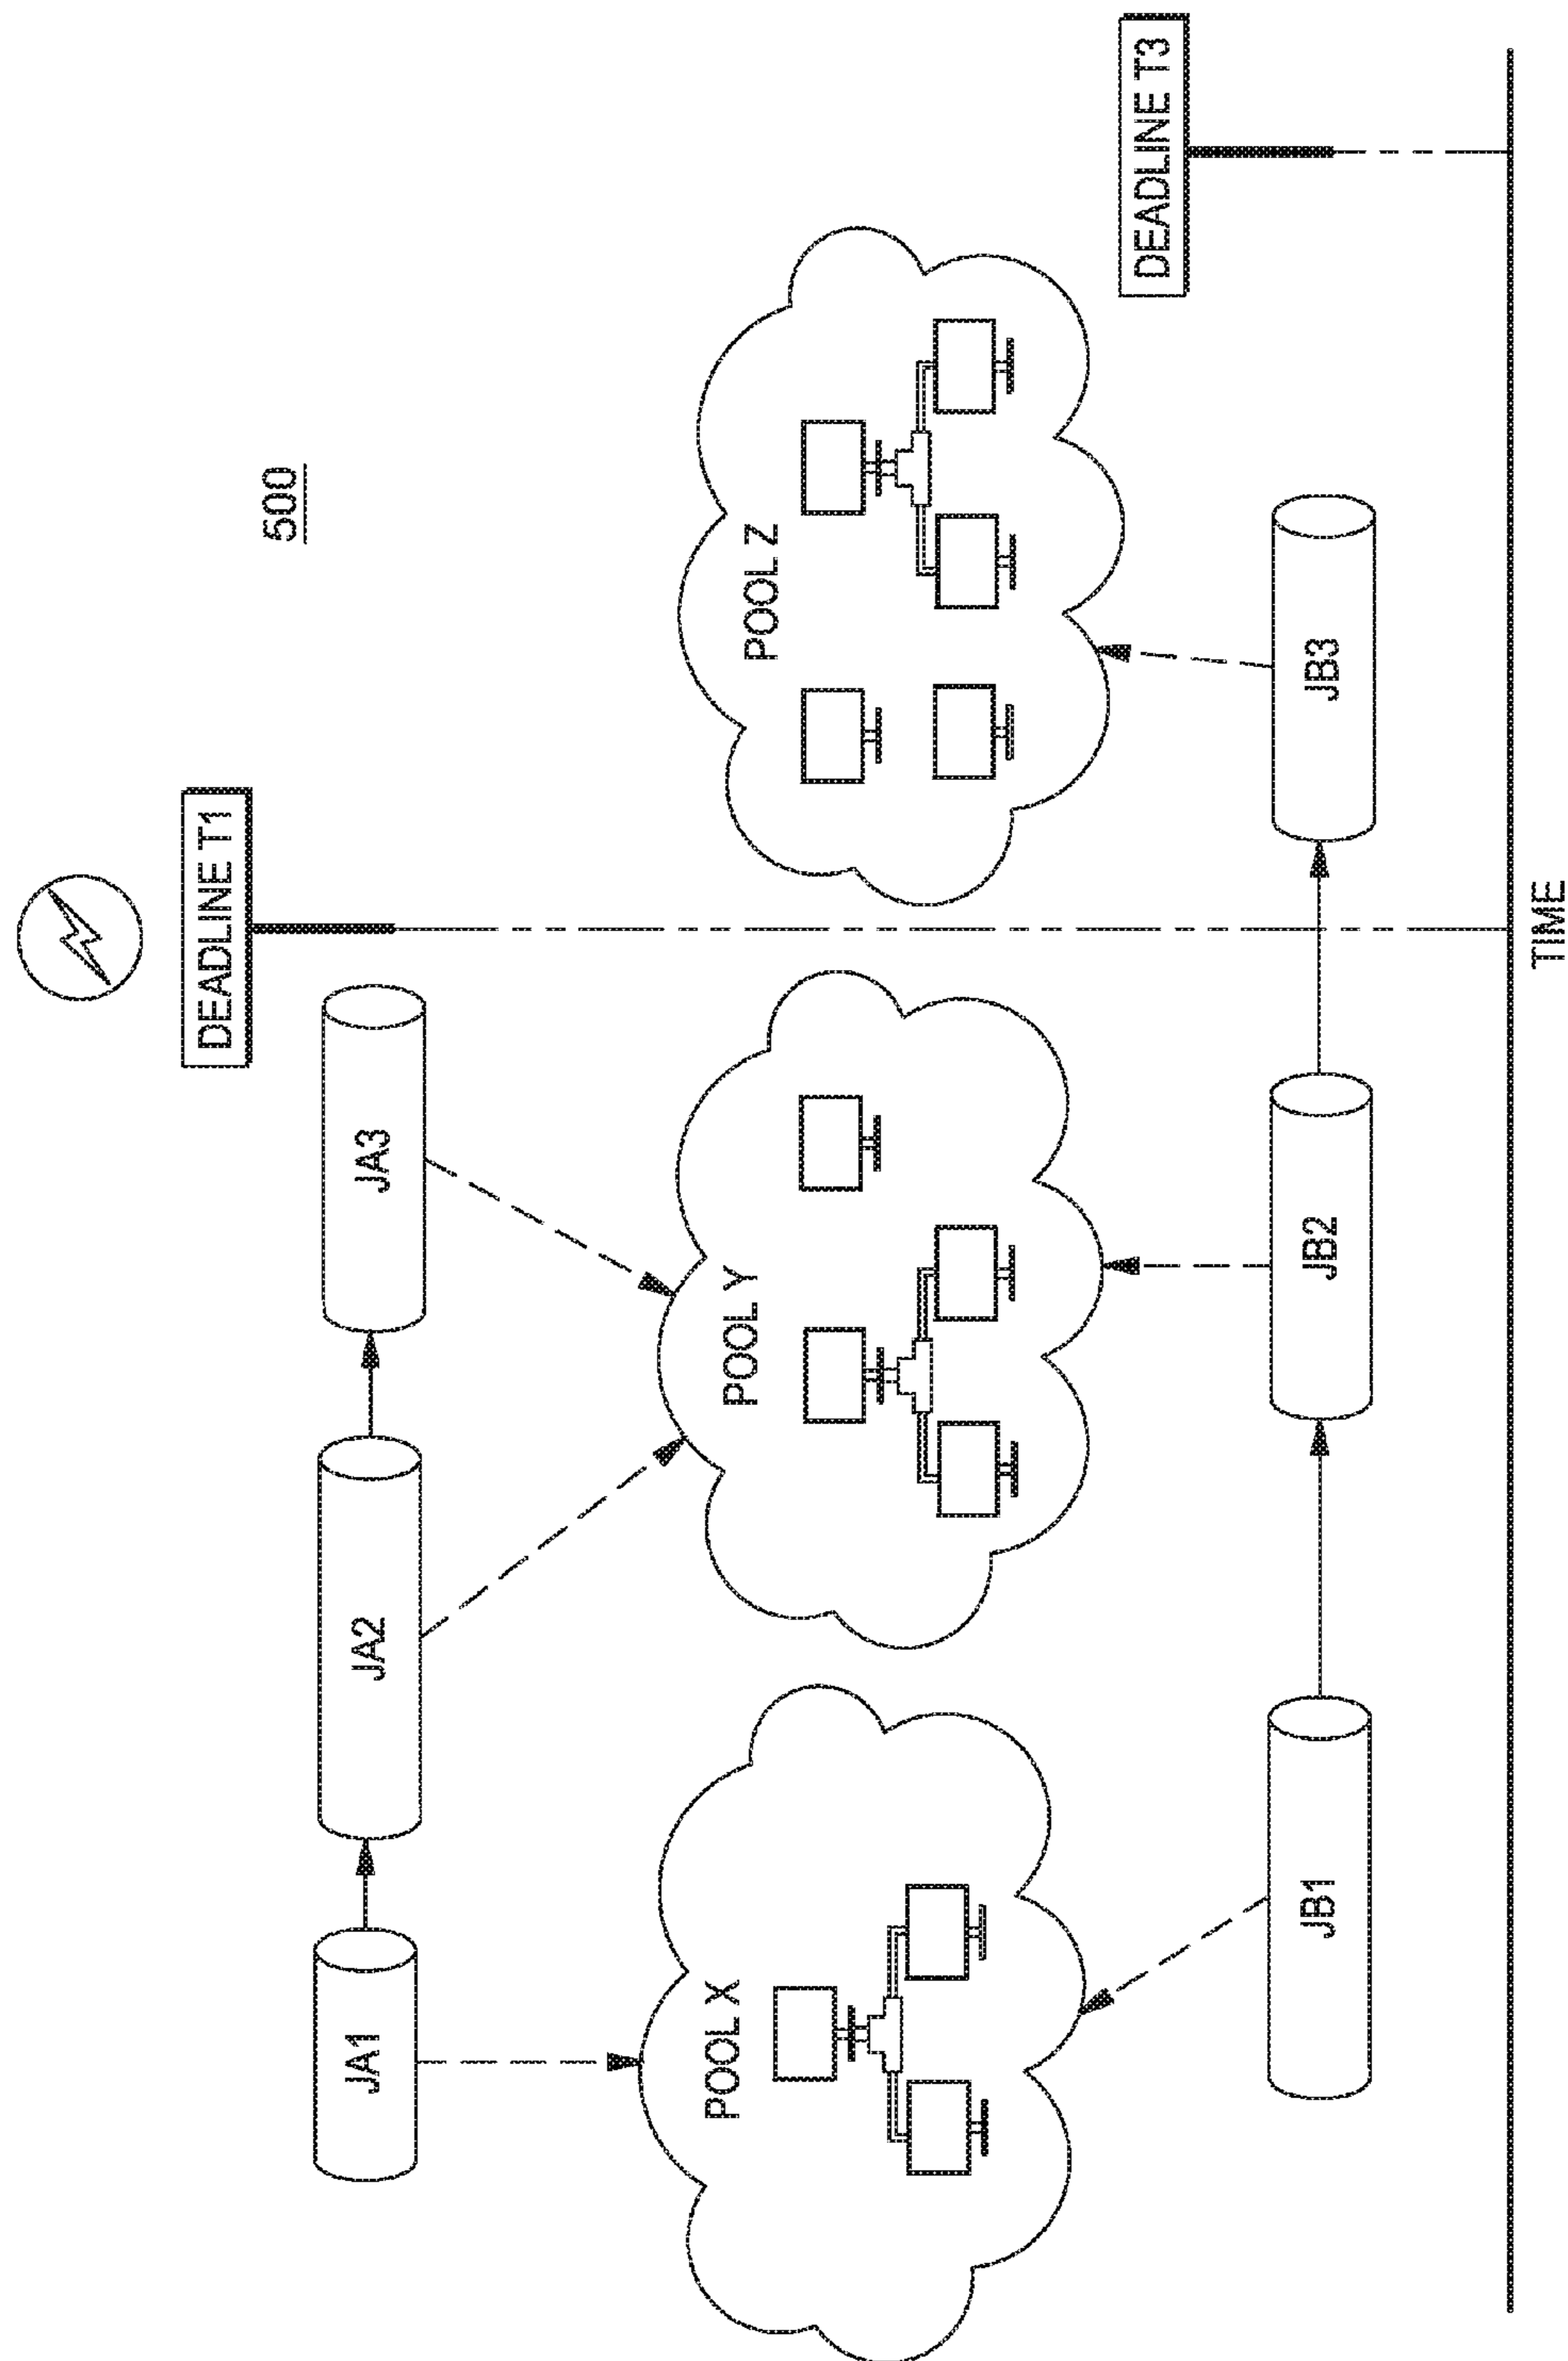 500
DEADLINE T1
JA1
JA2
JA3
POOL X
POOL Y
POOL Z
DEADLINE T3
JB1
JB2
JB3
TIME